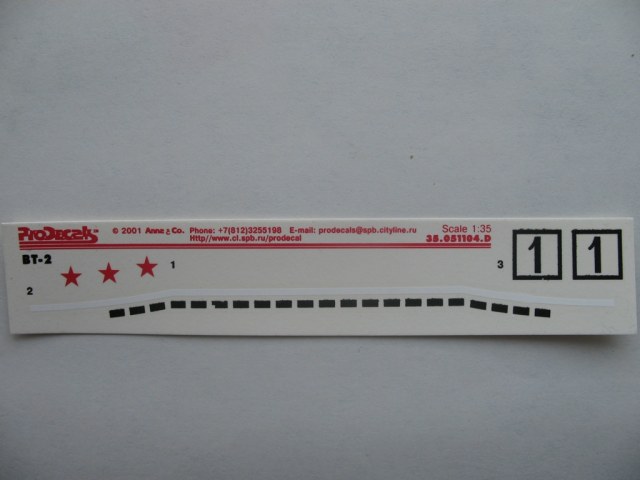 ProDecals™ © 2001 Anna & Co. Phone: +7(812)3255198 E-mail: prodecals@spb.cityline.ru Scale 1:35
Http//www.cl.spb.ru/prodecal 35.051104.D
BT-2
1
2
3
1 1